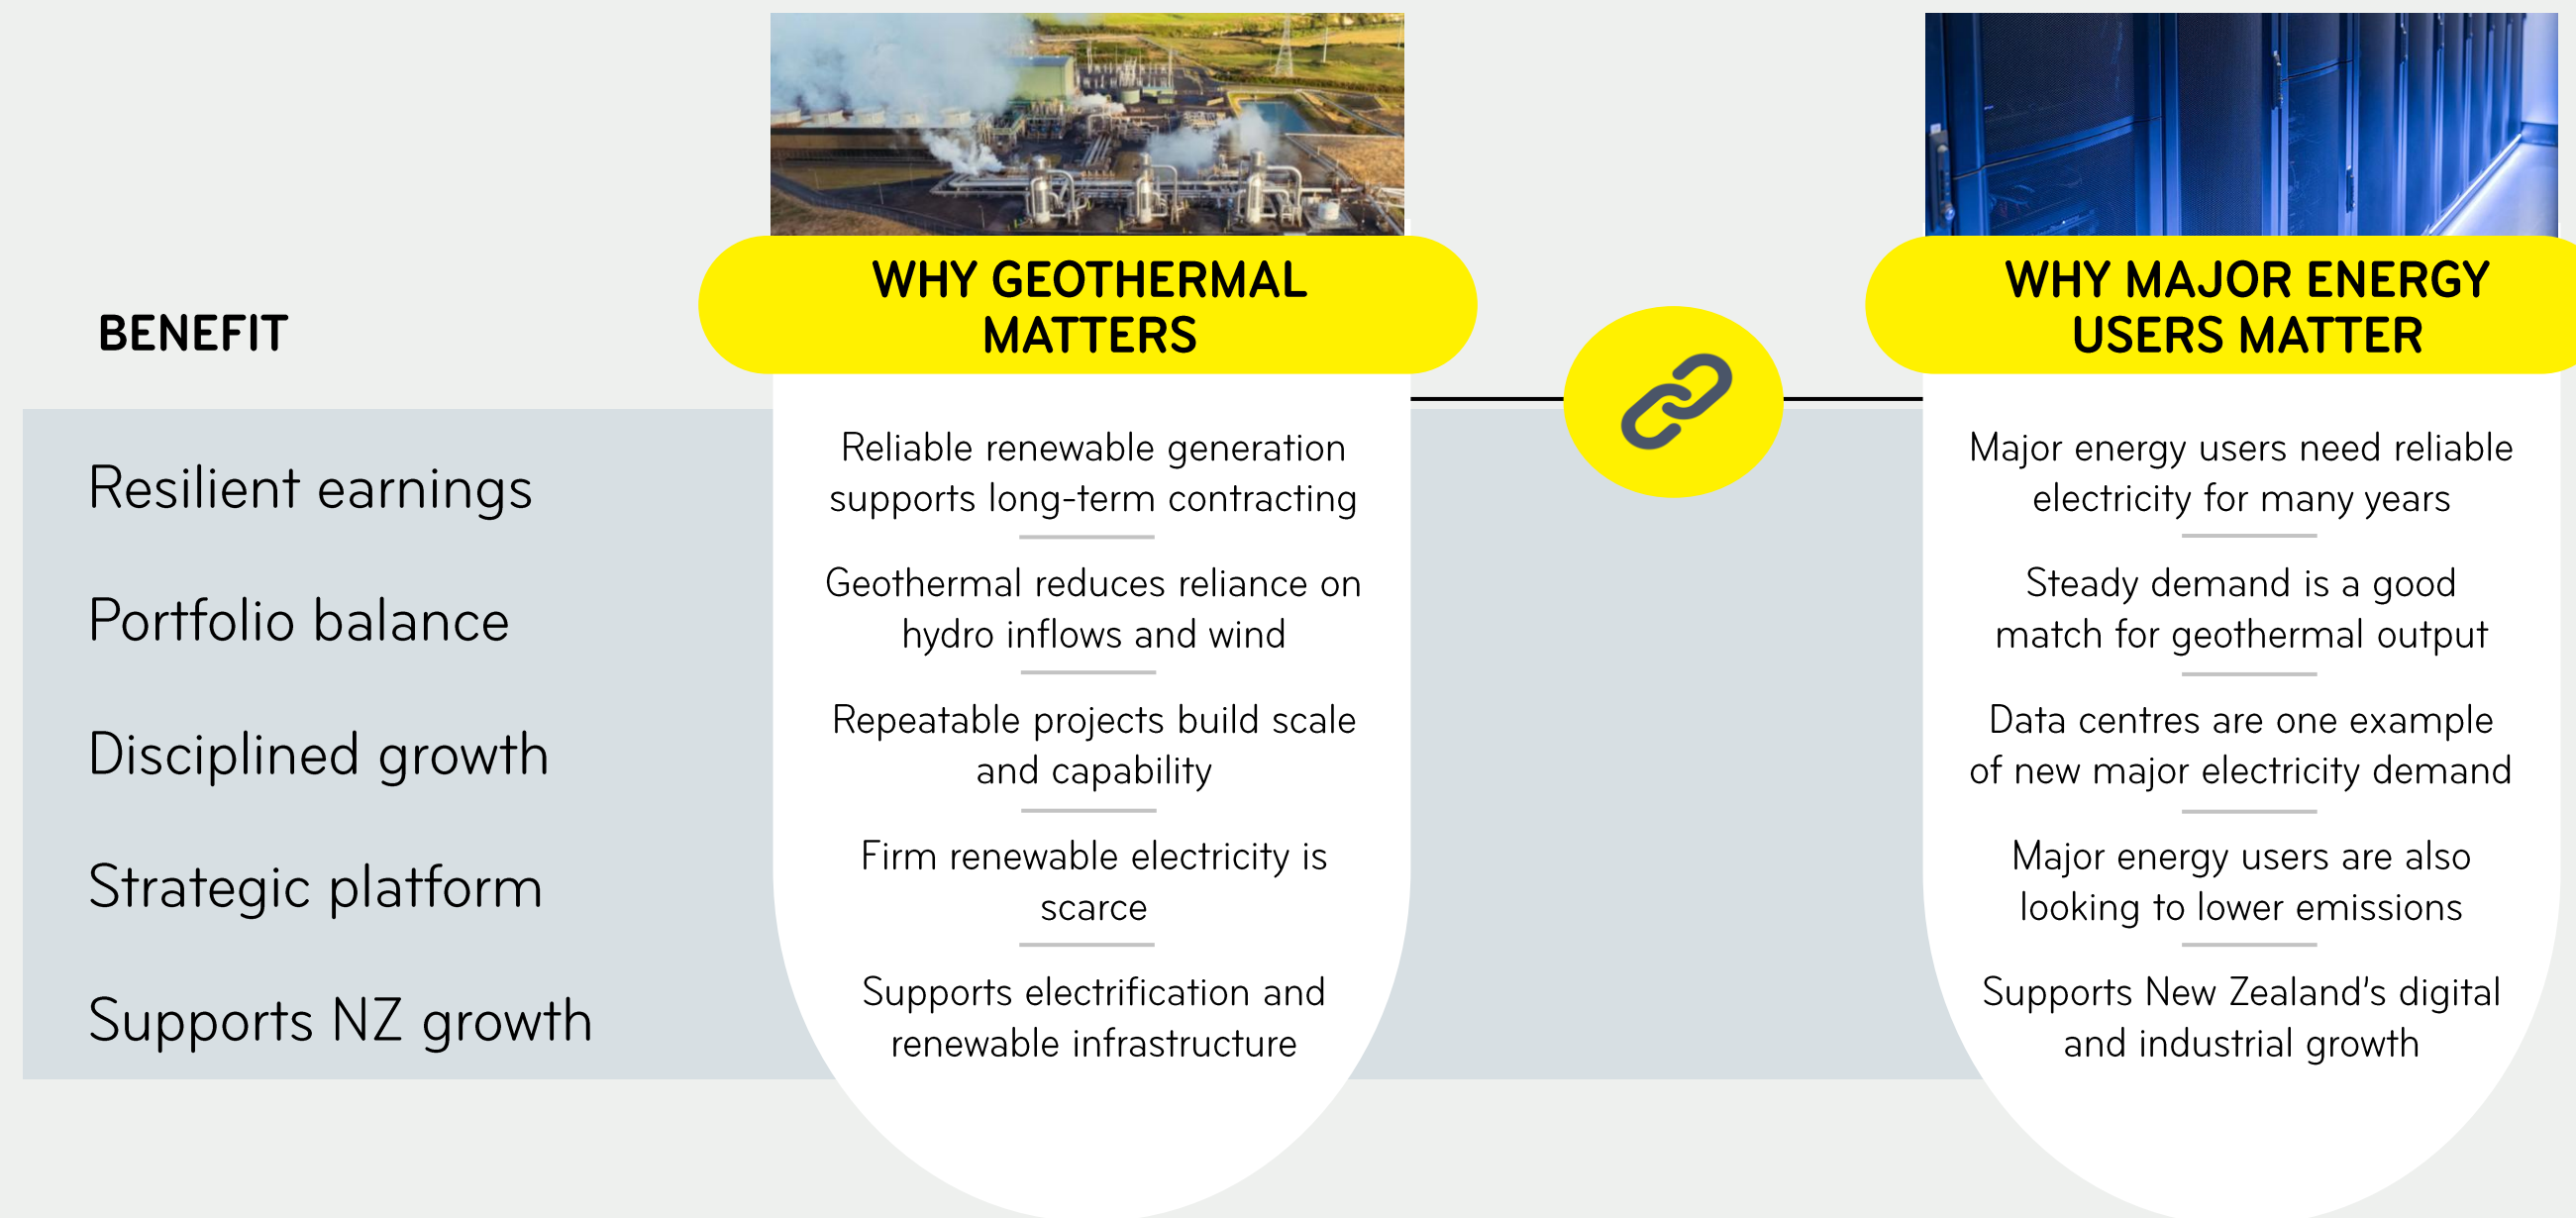 WHY GEOTHERMAL
MATTERS
WHY MAJOR ENERGY
USERS MATTER
BENEFIT
Resilient earnings
Reliable renewable generation
supports long-term contracting
Major energy users need reliable
electricity for many years
Portfolio balance
Geothermal reduces reliance on
hydro inflows and wind
Steady demand is a good
match for geothermal output
Disciplined growth
Repeatable projects build scale
and capability
Data centres are one example
of new major electricity demand
Strategic platform
Firm renewable electricity is
scarce
Major energy users are also
looking to lower emissions
Supports NZ growth
Supports electrification and
renewable infrastructure
Supports New Zealand's digital
and industrial growth